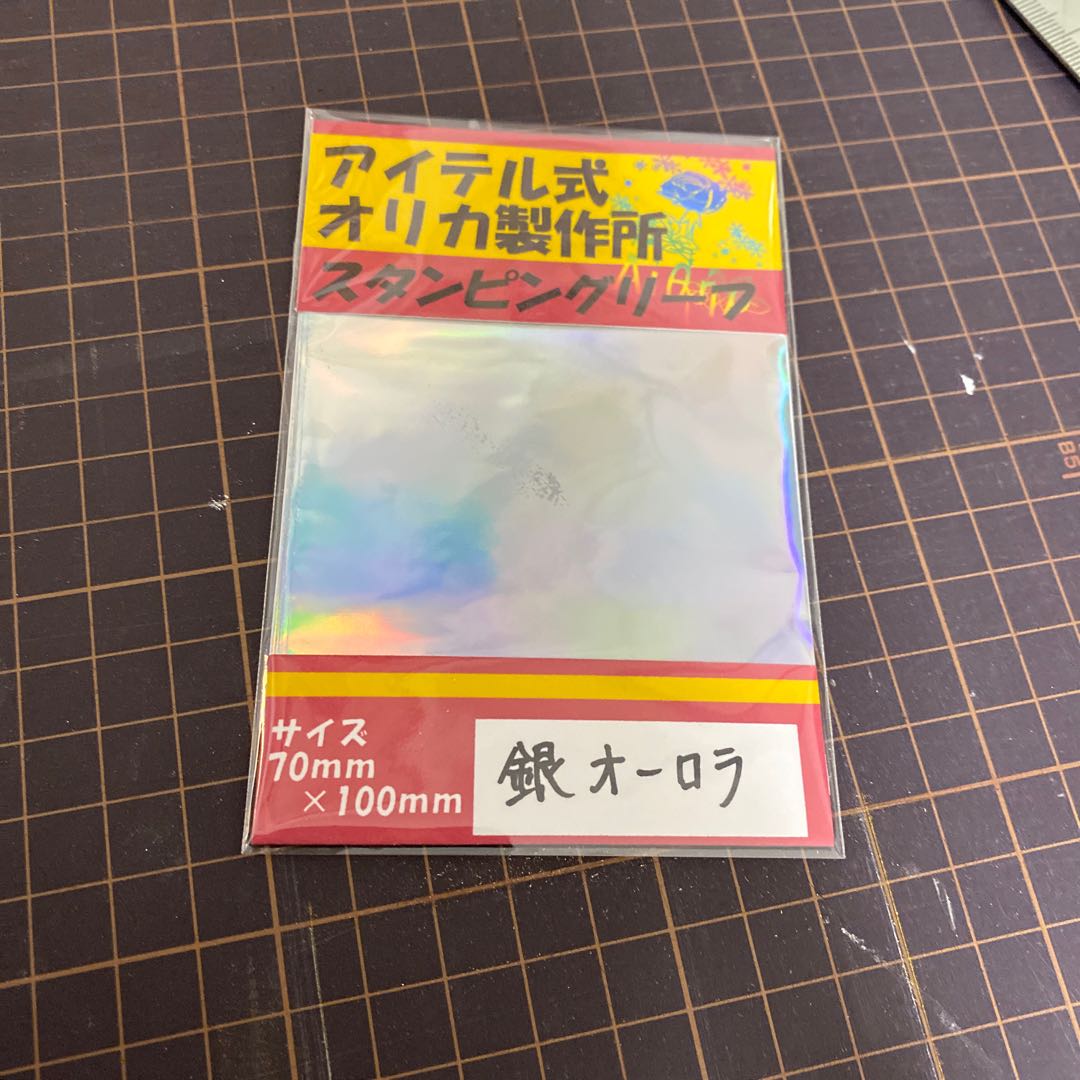 アイテル式
オリカ製作所
スタンピングリーフ
サイズ
70mm
×100mm
銀オーロラ
85